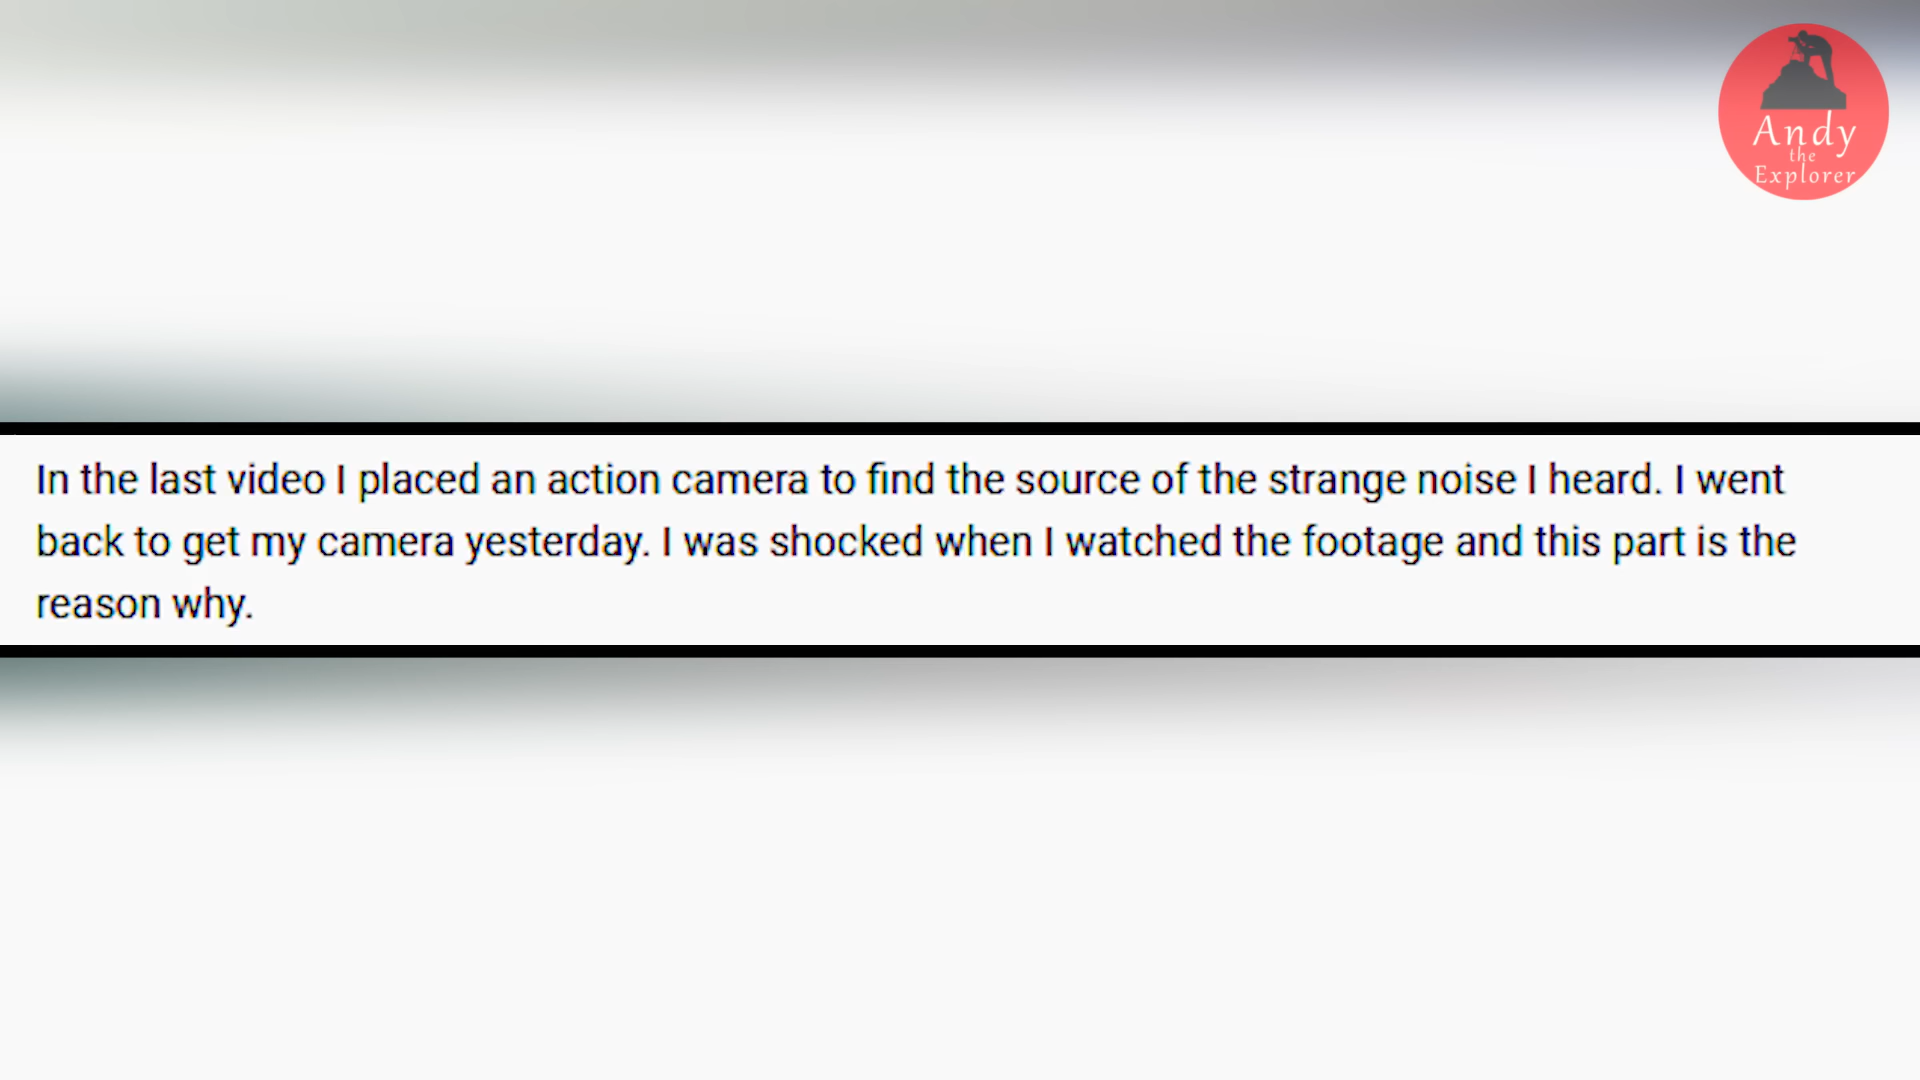 Andy
the
Explorer
In the last video I placed an action camera to find the source of the strange noise I heard. I went
back to get my camera yesterday. I was shocked when I watched the footage and this part is the
reason why.